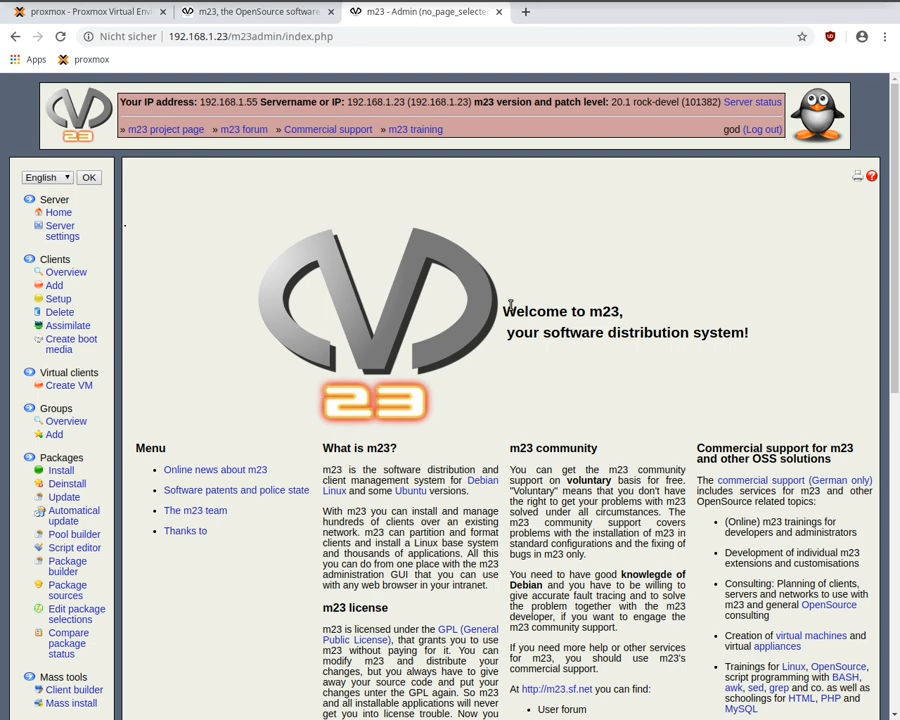 proxmox - Proxmox Virtual Envi
m23, the OpenSource software
m23 - Admin (no_page_selected
Nicht sicher | 192.168.1.23/m23admin/index.php
Apps
proxmox
23
Your IP address: 192.168.1.55 Servername or IP: 192.168.1.23 (192.168.1.23) m23 version and patch level: 20.1 rock-devel (101382) Server status
» m23 project page » m23 forum » Commercial support » m23 training
god (Log out)
English
OK
Server
Home
Server
settings
Clients
Overview
Add
Setup
Delete
Assimilate
Create boot
media
Virtual clients
Create VM
Groups
Overview
Add
Packages
Install
Deinstall
Update
Automatical
update
Pool builder
Script editor
Package
builder
Package
sources
Edit package
selections
Compare
package
status
Mass tools
Client builder
Mass install
23
Welcome to m23,
your software distribution system!
Menu
Online news about m23
Software patents and police state
The m23 team
Thanks to
What is m23?
m23 is the software distribution and
client management system for Debian
Linux and some Ubuntu versions.
With m23 you can install and manage
hundreds of clients over an existing
network. m23 can partition and format
clients and install a Linux base system
and thousands of applications. All this
you can do from one place with the m23
administration GUI that you can use
with any web browser in your intranet.
m23 license
m23 is licensed under the GPL (General
Public License), that grants you to use
m23 without paying for it. You can
modify m23 and distribute your
changes, but you always have to give
away your source code and put your
changes under the GPL again. So m23
and all installable applications will never
get you into license trouble. Now you
m23 community
You can get the m23 community
support on voluntary basis for free.
"Voluntary" means that you don't have
the right to get your problems with m23
solved under all circumstances. The
m23 community support covers
problems with the installation of m23 in
standard configurations and the fixing of
bugs in m23 only.
You need to have good knowlegde of
Debian and you have to be willing to
give accurate fault tracing and to solve
the problem together with the m23
developer, if you want to engage the
m23 community support.
If you need more help or other services
for m23, you should use m23's
commercial support.
At http://m23.sf.net you can find:
User forum
Commercial support for m23
and other OSS solutions
The commercial support (German only)
includes services for m23 and other
OpenSource related topics:
(Online) m23 trainings for
developers and administrators
Development of individual m23
extensions and customisations
Consulting: Planning of clients,
servers and networks to use with
m23 and general OpenSource
consulting
Creation of virtual machines and
virtual appliances
Trainings for Linux, OpenSource,
script programming with BASH,
awk, sed, grep and co. as well as
schoolings for HTML, PHP and
MySQL